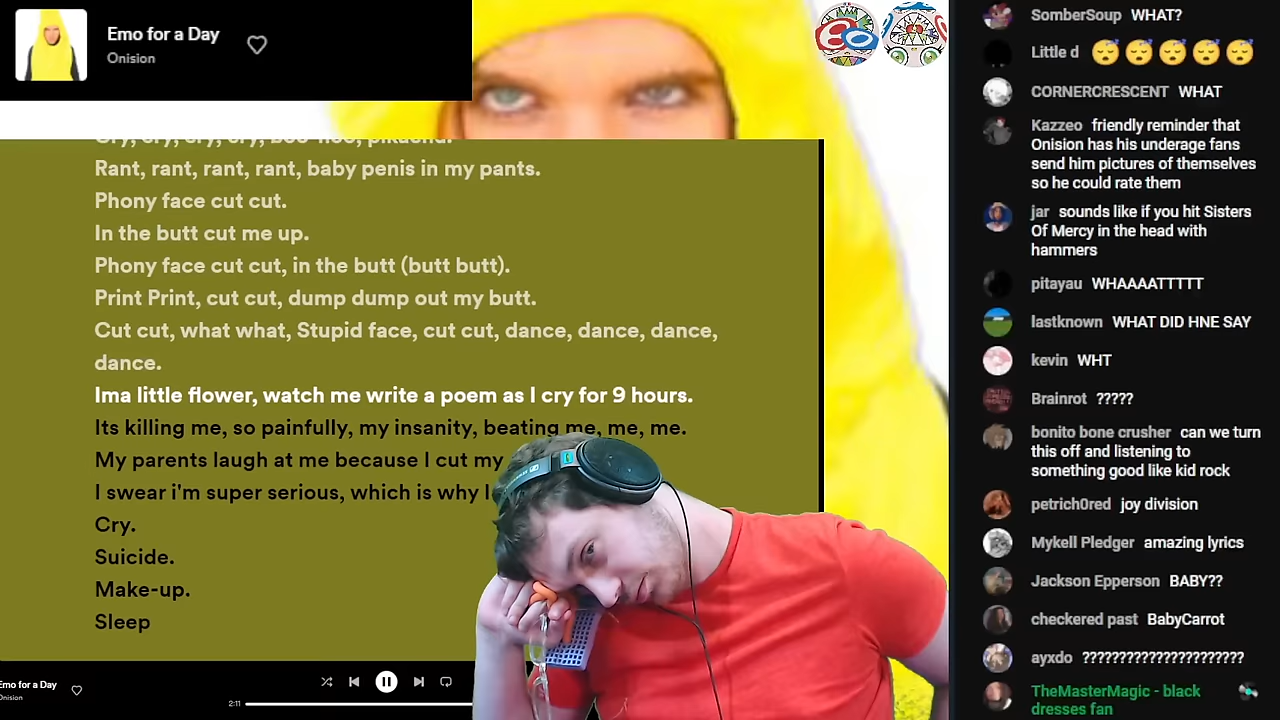 Emo for a Day
Onision
Cry, cry, cry, cry, boo-hoo, pikachu.
Rant, rant, rant, rant, baby penis in my pants.
Phony face cut cut.
In the butt cut me up.
Phony face cut cut, in the butt (butt butt).
Print Print, cut cut, dump dump out my butt.
Cut cut, what what, Stupid face, cut cut, dance, dance, dance,
dance.
Ima little flower, watch me write a poem as I cry for 9 hours.
Its killing me, so painfully, my insanity, beating me, me, me.
My parents laugh at me because I cut my
I swear i'm super serious, which is why I
Cry.
Suicide.
Make-up.
Sleep
Emo for a Day
Onision
2:11
SomberSoup WHAT?
Little d 😴😴😴😴😴
CORNERCRESCENT WHAT
Kazzeo friendly reminder that
Onision has his underage fans
send him pictures of themselves
so he could rate them
jar sounds like if you hit Sisters
Of Mercy in the head with
hammers
pitayau WHAAAATTTTT
lastknown WHAT DID HNE SAY
kevin WHT
Brainrot ?????
bonito bone crusher can we turn
this off and listening to
something good like kid rock
petrich0red joy division
Mykell Pledger amazing lyrics
Jackson Epperson BABY??
checkered past BabyCarrot
ayxdo ??????????????????????
TheMasterMagic - black
dresses fan